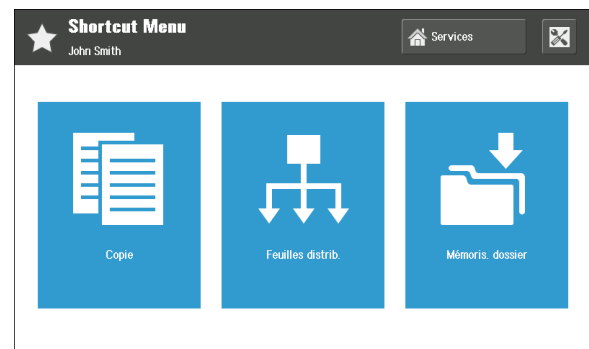 Shortcut Menu
John Smith
Services
Copie
Feuilles distrib.
Mémoris. dossier